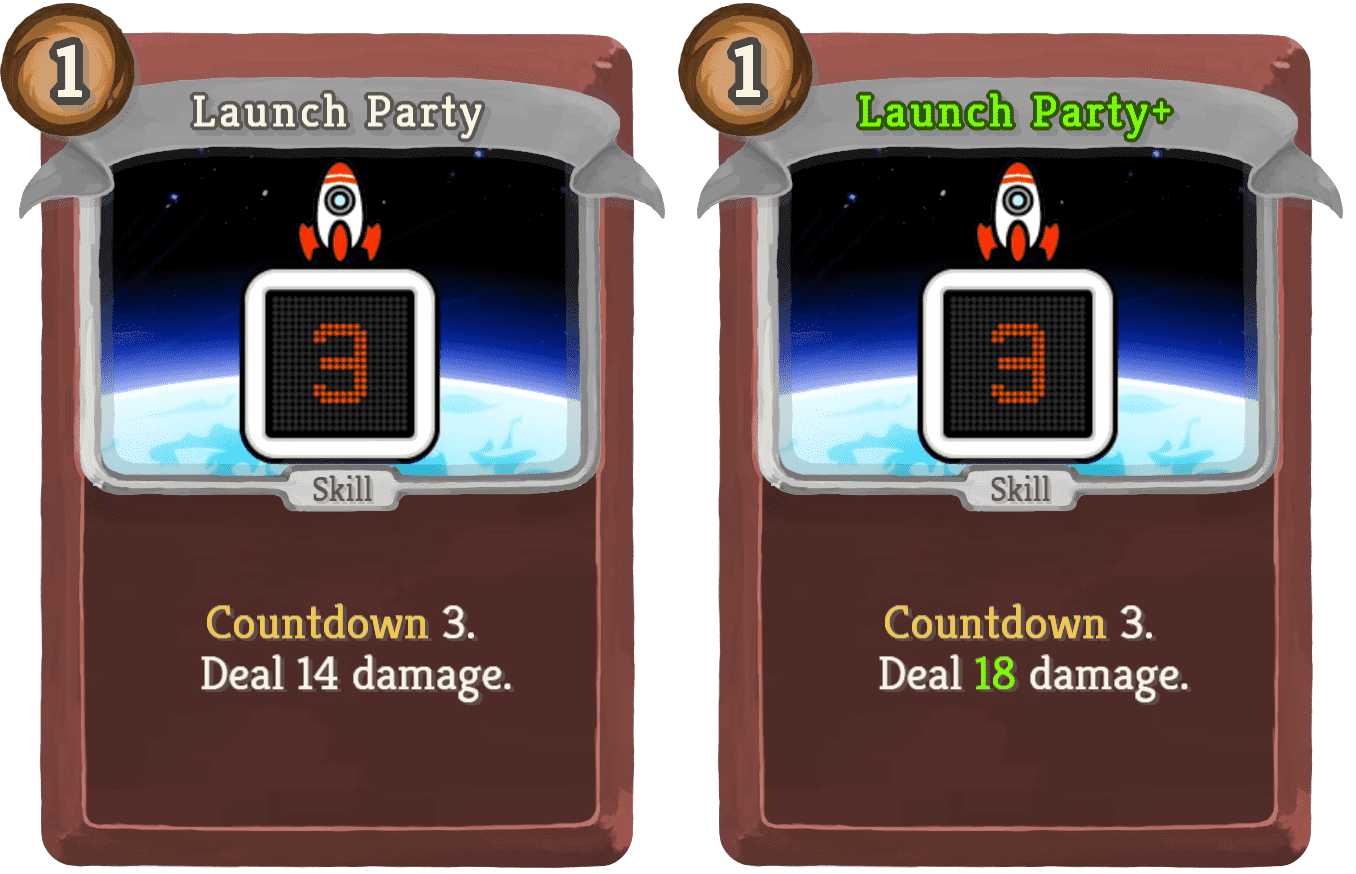 1
Launch Party
3
Skill
Countdown 3.
Deal 14 damage.
1
Launch Party+
3
Skill
Countdown 3.
Deal 18 damage.